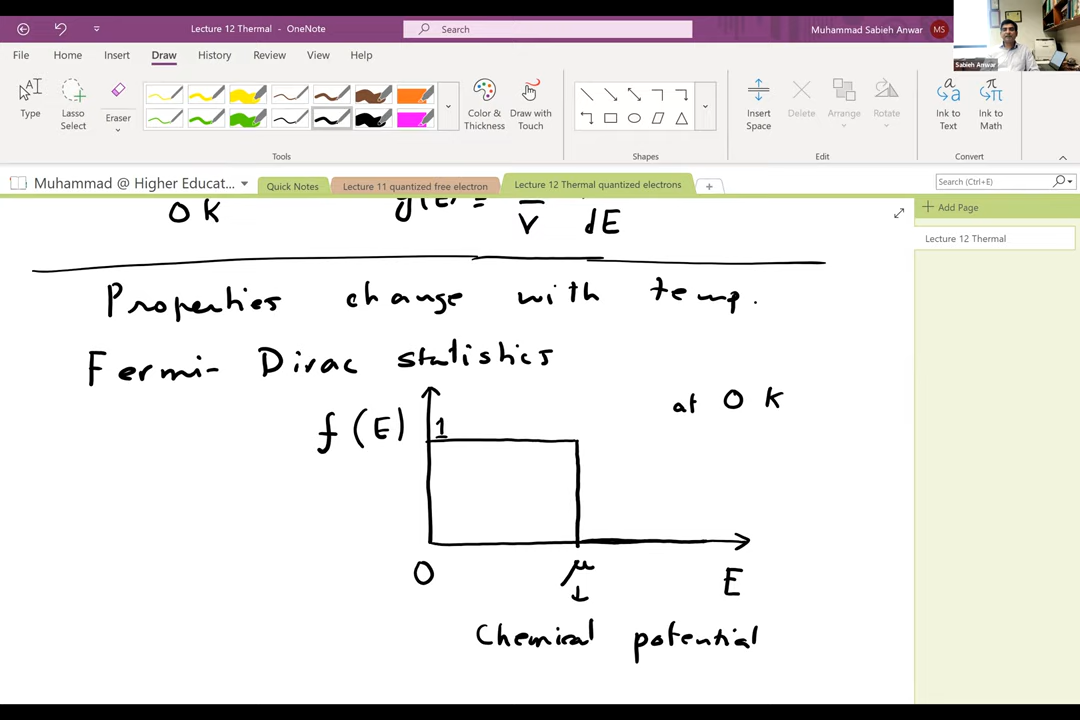 Lecture 12 Thermal - OneNote
Search
Muhammad Sabieh Anwar
MS
Sabieh Anwar
File Home Insert Draw History Review View Help
Type
Lasso Select
Eraser
Color & Thickness
Draw with Touch
Insert Space
Delete
Arrange
Rotate
Ink to Text
Ink to Math
Tools
Shapes
Edit
Convert
Muhammad @ Higher Educat...
Quick Notes
Lecture 11 quantized free electron
Lecture 12 Thermal quantized electrons
Search (Ctrl+E)
Add Page
Lecture 12 Thermal
0 K
g(E) =
V dE
Properties change with temp.
Fermi- Dirac statistics
at 0 K
f(E) 1
0 μ E
↓
Chemical potential